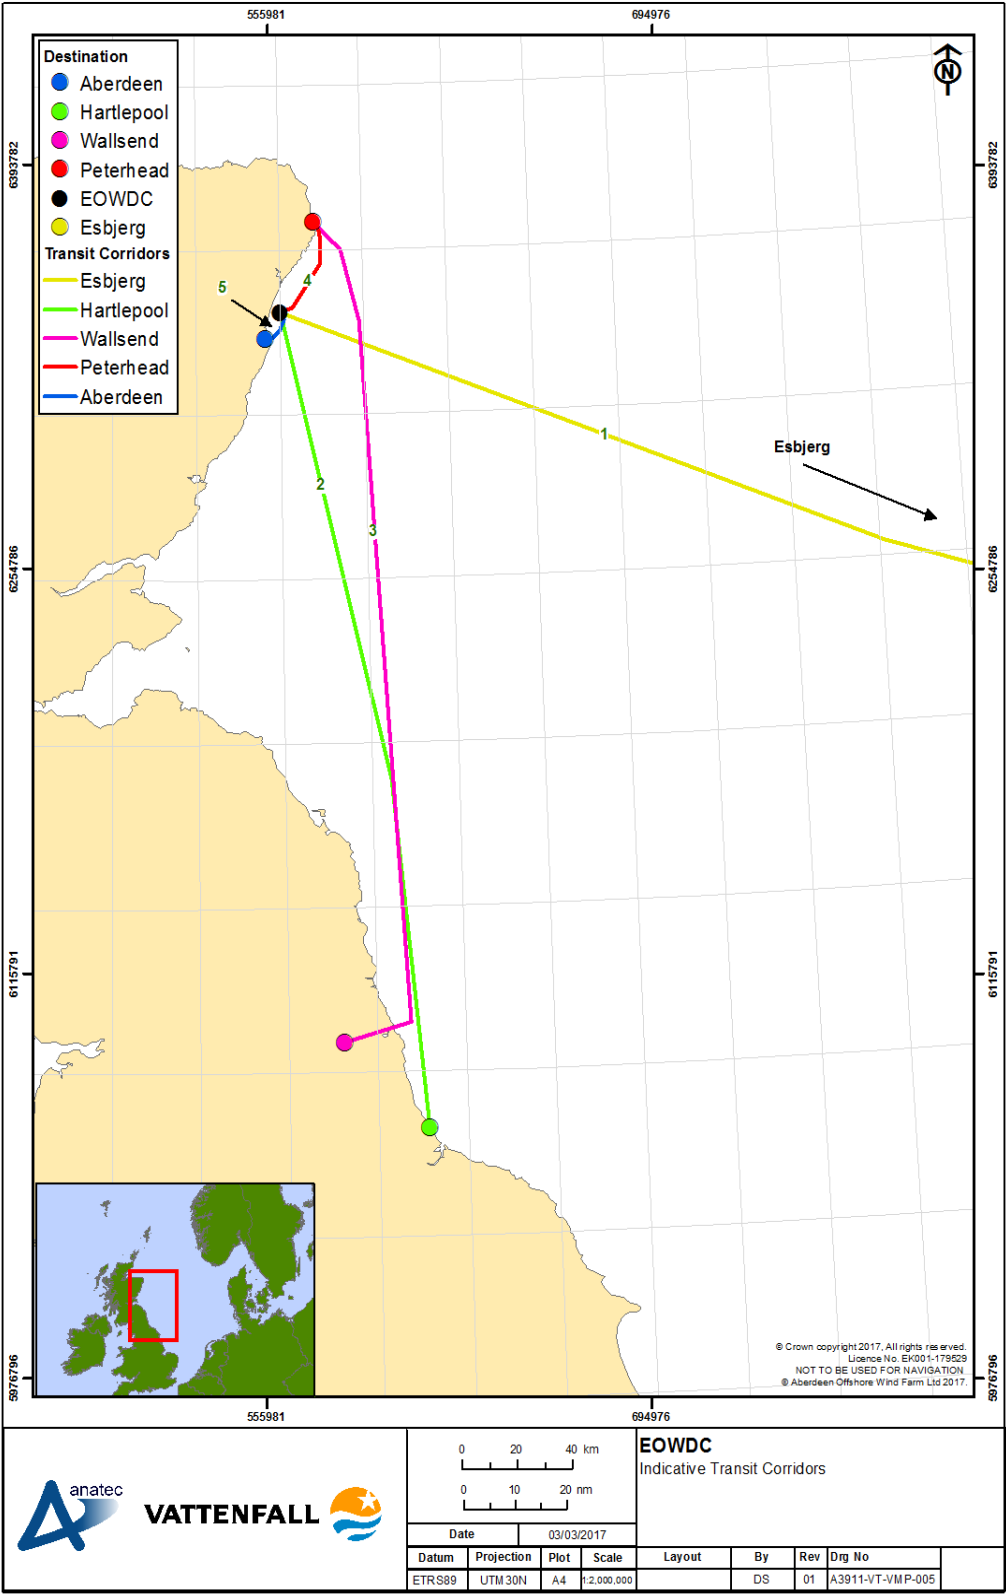 555981
694976
Destination
Aberdeen
Hartlepool
Wallsend
Peterhead
EOWDC
Esbjerg
Transit Corridors
Esbjerg
Hartlepool
Wallsend
Peterhead
Aberdeen
N
6393782
6393782
5
4
1
Esbjerg
2
3
6254786
6254786
6115791
6115791
5976796
5976796
© Crown copyright 2017, All rights reserved.
Licence No. EK001-179529
NOT TO BE USED FOR NAVIGATION
© Aberdeen Offshore Wind Farm Ltd 2017.
555981
694976
anatec
VATTENFALL
0 20 40 km
0 10 20 nm
EOWDC
Indicative Transit Corridors
Date 03/03/2017
Datum Projection Plot Scale Layout By Rev Drg No
ETRS89 UTM30N A4 1:2,000,000 DS 01 A3911-VT-VMP-005